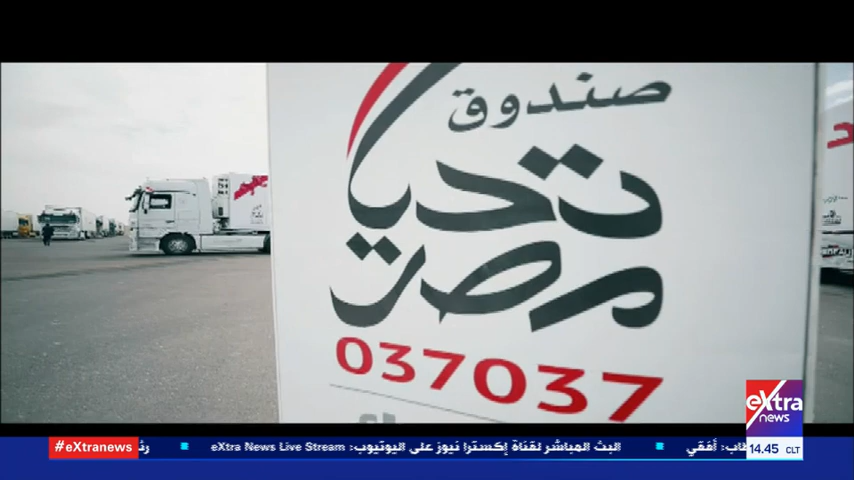 صندوق
تحيا
مصر
037037
eXtra
news
14.45 CLT
#eXtranews
البث المباشر لقناة إكسترا نيوز على اليوتيوب: eXtra News Live Stream